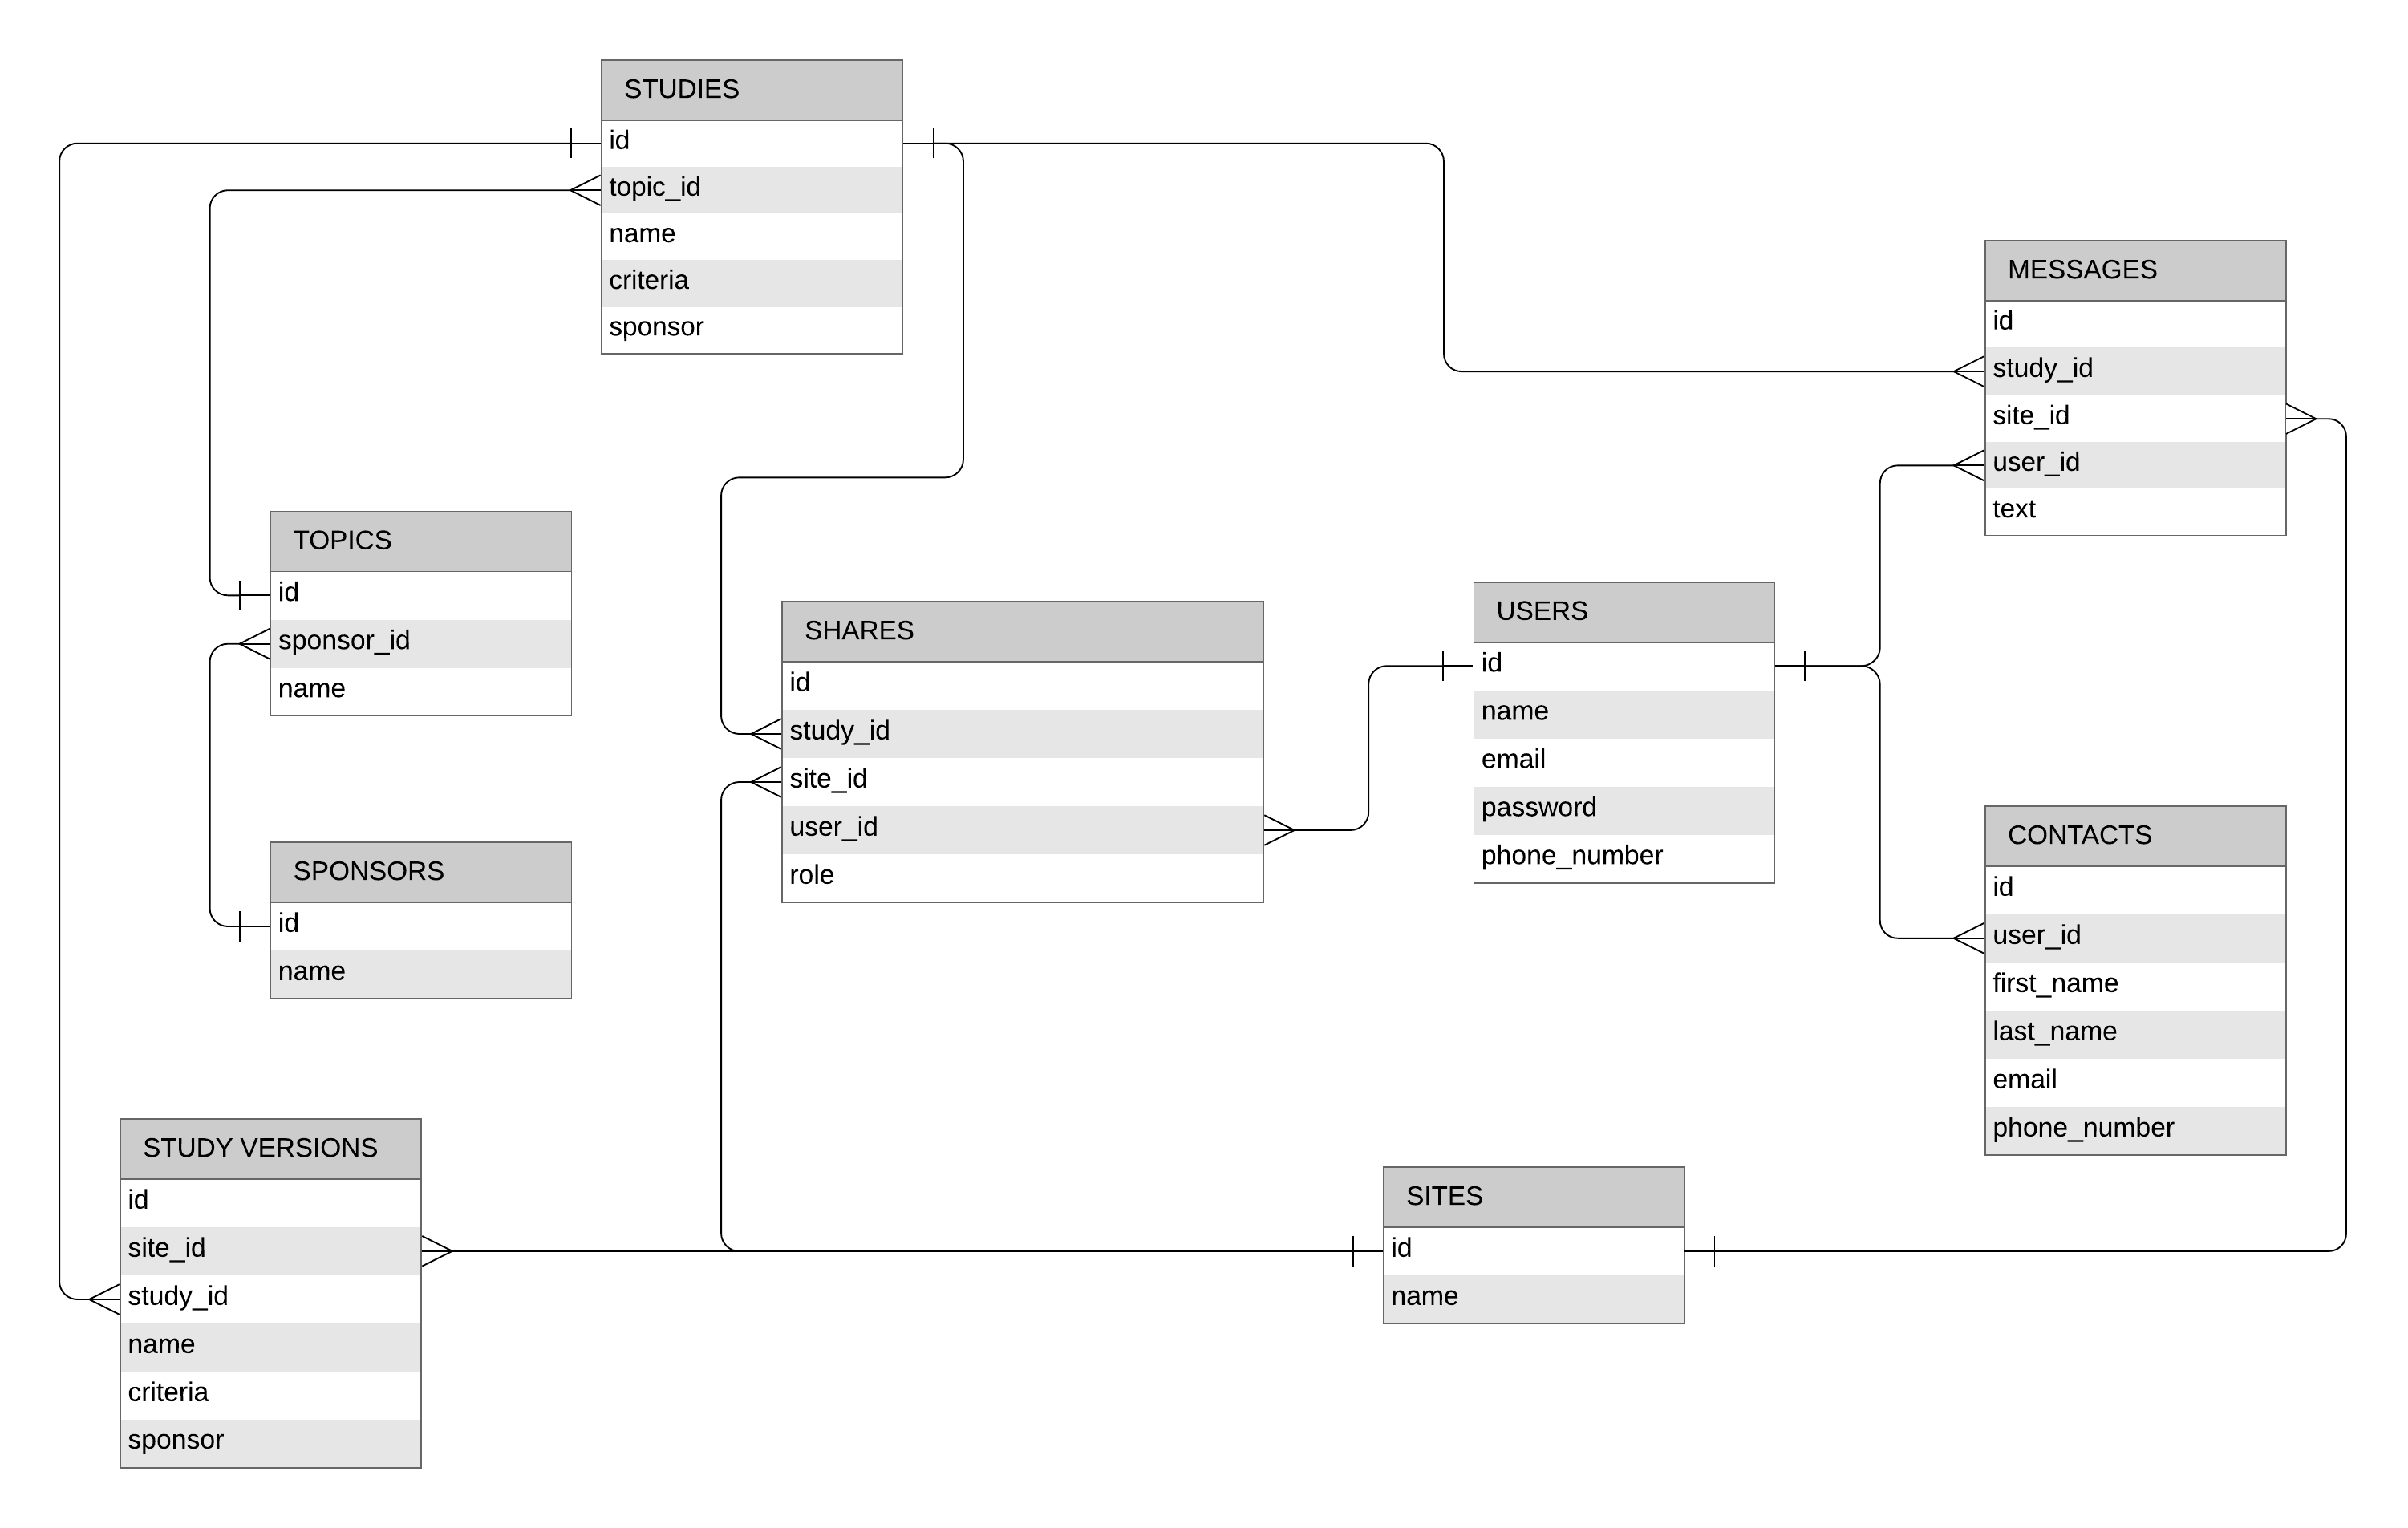 STUDIES
id
topic_id
name
criteria
sponsor
MESSAGES
id
study_id
site_id
user_id
text
TOPICS
id
sponsor_id
name
SHARES
id
study_id
site_id
user_id
role
USERS
id
name
email
password
phone_number
SPONSORS
id
name
CONTACTS
id
user_id
first_name
last_name
email
phone_number
STUDY VERSIONS
id
site_id
study_id
name
criteria
sponsor
SITES
id
name